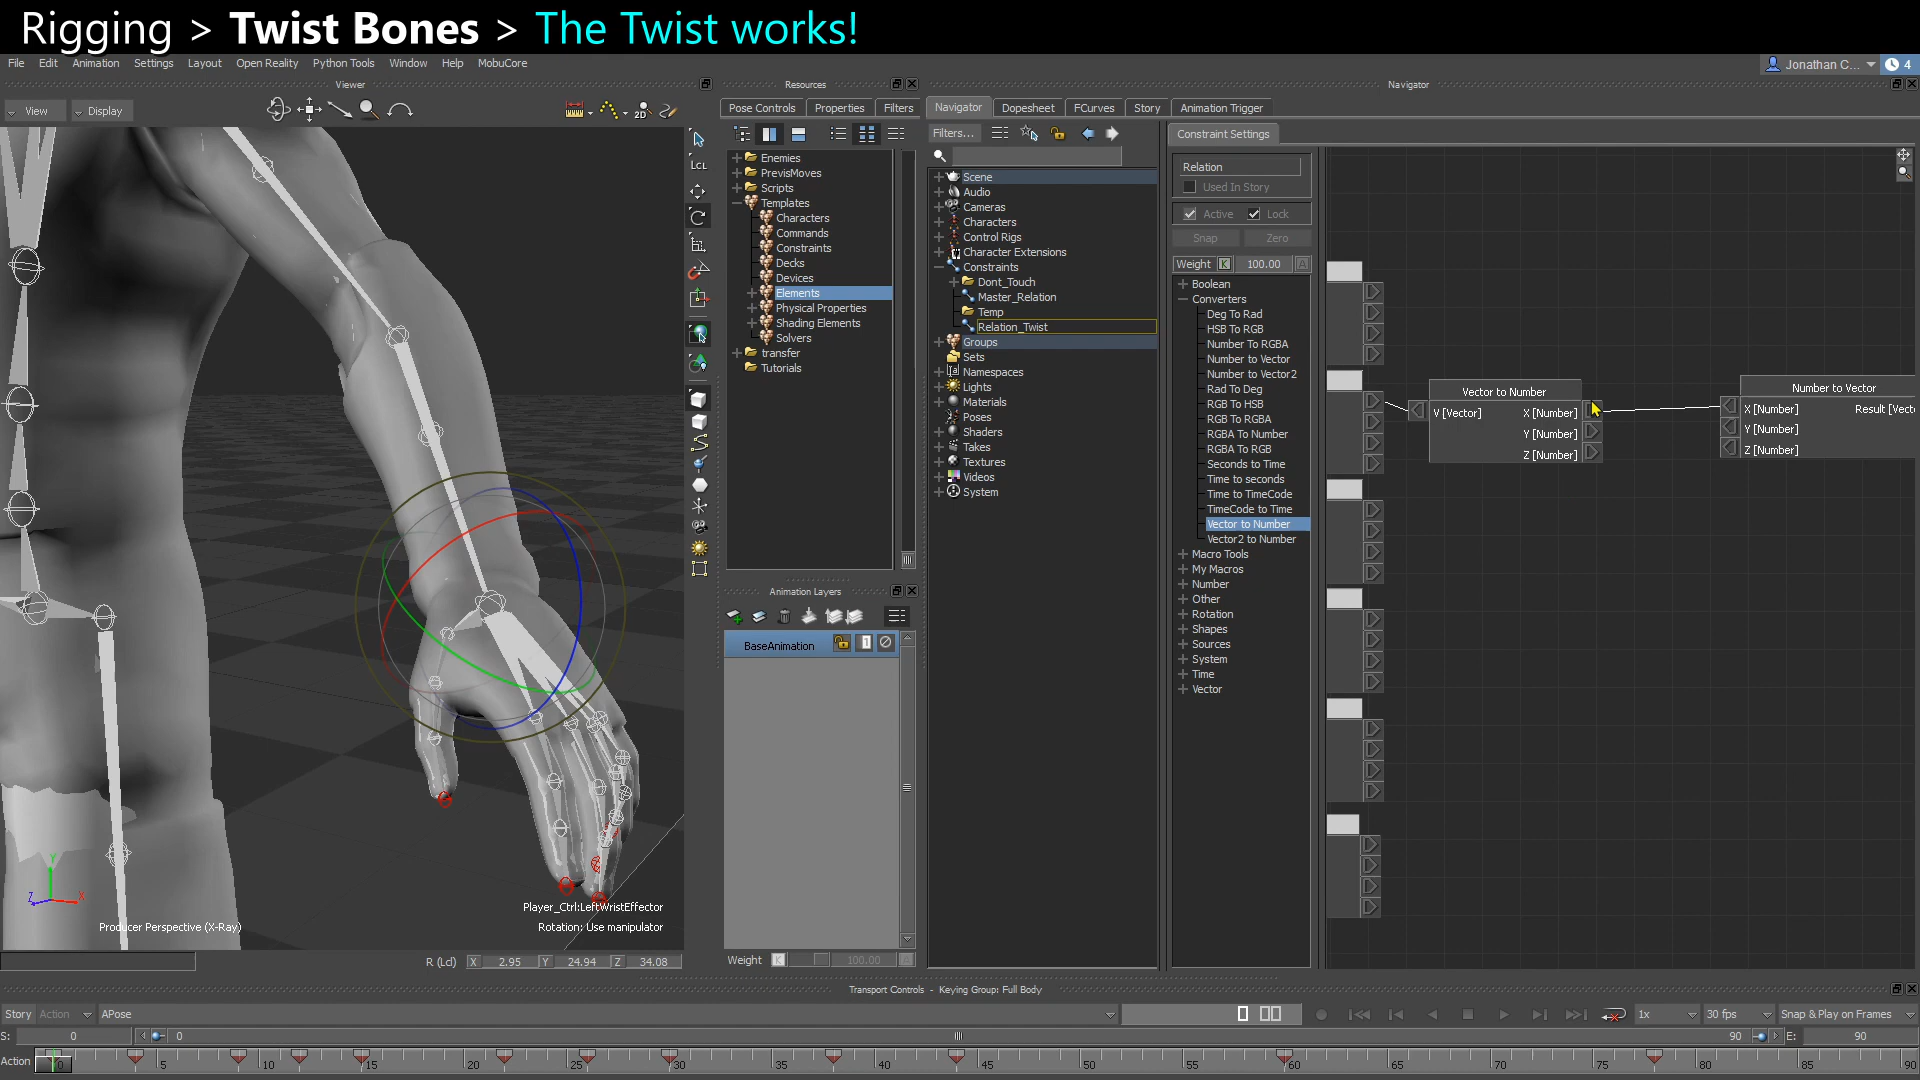 Rigging > Twist Bones > The Twist works!
File Edit Animation Settings Layout Open Reality Python Tools Window Help MobuCore
Jonathan C... 4
Viewer
Resources
Navigator
View Display
2D
Pose Controls Properties Filters
Navigator Dopesheet FCurves Story Animation Trigger
Filters...
Constraint Settings
LCL
Enemies
PrevisMoves
Scripts
Templates
Characters
Commands
Constraints
Decks
Devices
Elements
Physical Properties
Shading Elements
Solvers
transfer
Tutorials
Scene
Audio
Cameras
Characters
Control Rigs
Character Extensions
Constraints
Dont_Touch
Master_Relation
Temp
Relation_Twist
Groups
Sets
Namespaces
Lights
Materials
Poses
Shaders
Takes
Textures
Videos
System
Relation
Used In Story
Active Lock
Snap Zero
Weight K 100.00 A
Boolean
Converters
Deg To Rad
HSB To RGB
Number To RGBA
Number to Vector
Number to Vector2
Rad To Deg
RGB To HSB
RGB To RGBA
RGBA To Number
RGBA To RGB
Seconds to Time
Time to seconds
Time to TimeCode
TimeCode to Time
Vector to Number
Vector2 to Number
Macro Tools
My Macros
Number
Other
Rotation
Shapes
Sources
System
Time
Vector
Vector to Number
V [Vector] X [Number]
Y [Number]
Z [Number]
Number to Vector
X [Number] Result [Vect
Y [Number]
Z [Number]
Animation Layers
BaseAnimation 1
Weight K 100.00 A
Y
Z X
Player_Ctrl:LeftWristEffector
Producer Perspective (X-Ray) Rotation: Use manipulator
R (Lcl) X 2.95 Y 24.94 Z 34.08
Transport Controls - Keying Group: Full Body
Story Action APose
1x 30 fps Snap & Play on Frames
S: 0 0 90 E: 90
Action 0 5 10 15 20 25 30 35 40 45 50 55 60 65 70 75 80 85 90